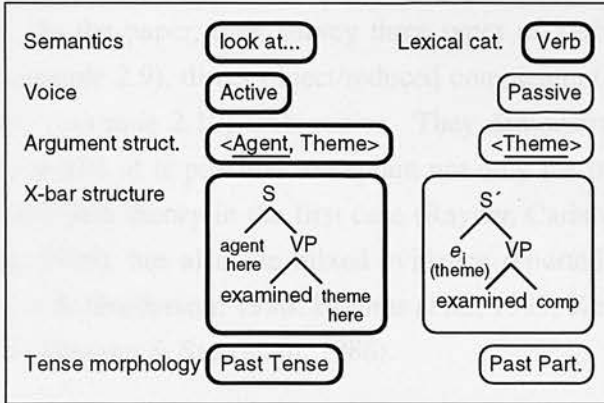 Semantics look at... Lexical cat. Verb
Voice Active Passive
Argument struct. <Agent, Theme> <Theme>
X-bar structure S S´
agent here VP e_i (theme) VP
examined theme here examined comp
Tense morphology Past Tense Past Part.